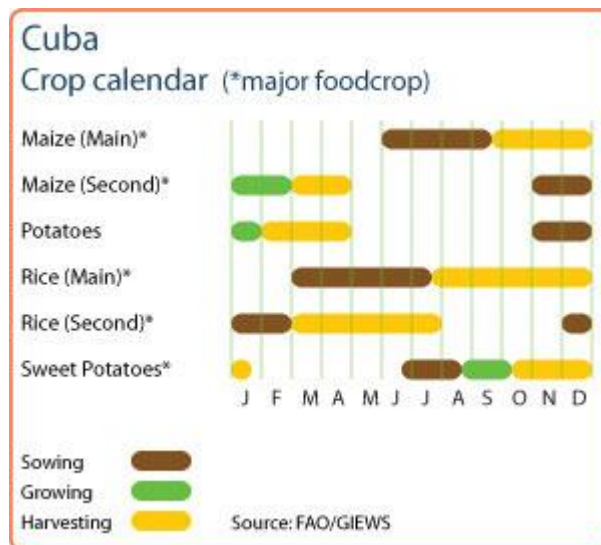 Cuba
Crop calendar (*major foodcrop)
Maize (Main)*
Maize (Second)*
Potatoes
Rice (Main)*
Rice (Second)*
Sweet Potatoes*
J F M A M J J A S O N D
Sowing
Growing
Harvesting
Source: FAO/GIEWS